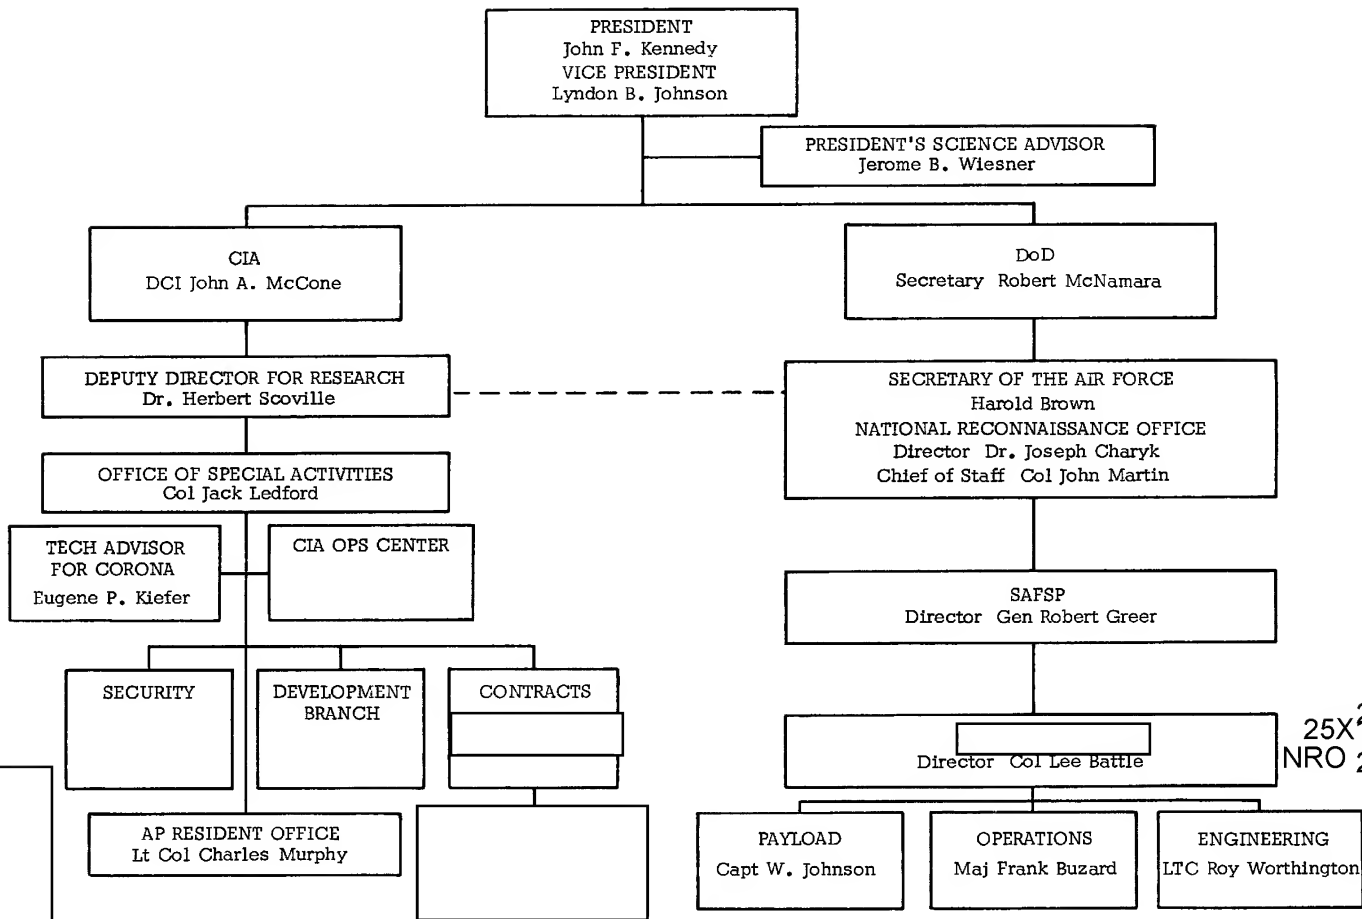 PRESIDENT
John F. Kennedy
VICE PRESIDENT
Lyndon B. Johnson
PRESIDENT'S SCIENCE ADVISOR
Jerome B. Wiesner
CIA
DCI John A. McCone
DoD
Secretary Robert McNamara
DEPUTY DIRECTOR FOR RESEARCH
Dr. Herbert Scoville
SECRETARY OF THE AIR FORCE
Harold Brown
NATIONAL RECONNAISSANCE OFFICE
Director Dr. Joseph Charyk
Chief of Staff Col John Martin
OFFICE OF SPECIAL ACTIVITIES
Col Jack Ledford
TECH ADVISOR
FOR CORONA
Eugene P. Kiefer
CIA OPS CENTER
SAFSP
Director Gen Robert Greer
SECURITY
DEVELOPMENT
BRANCH
CONTRACTS
Director Col Lee Battle
25X
NRO
AP RESIDENT OFFICE
Lt Col Charles Murphy
PAYLOAD
Capt W. Johnson
OPERATIONS
Maj Frank Buzard
ENGINEERING
LTC Roy Worthington